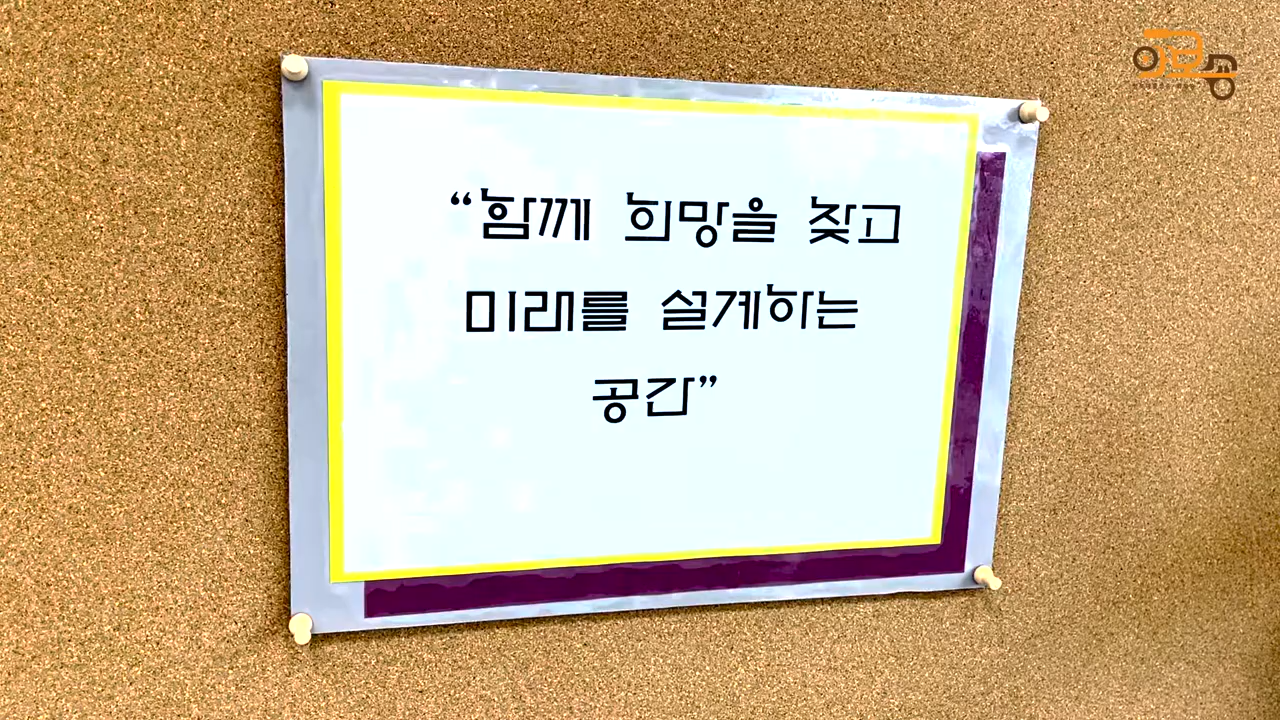 “함께 희망을 찾고
미래를 설계하는
공간”